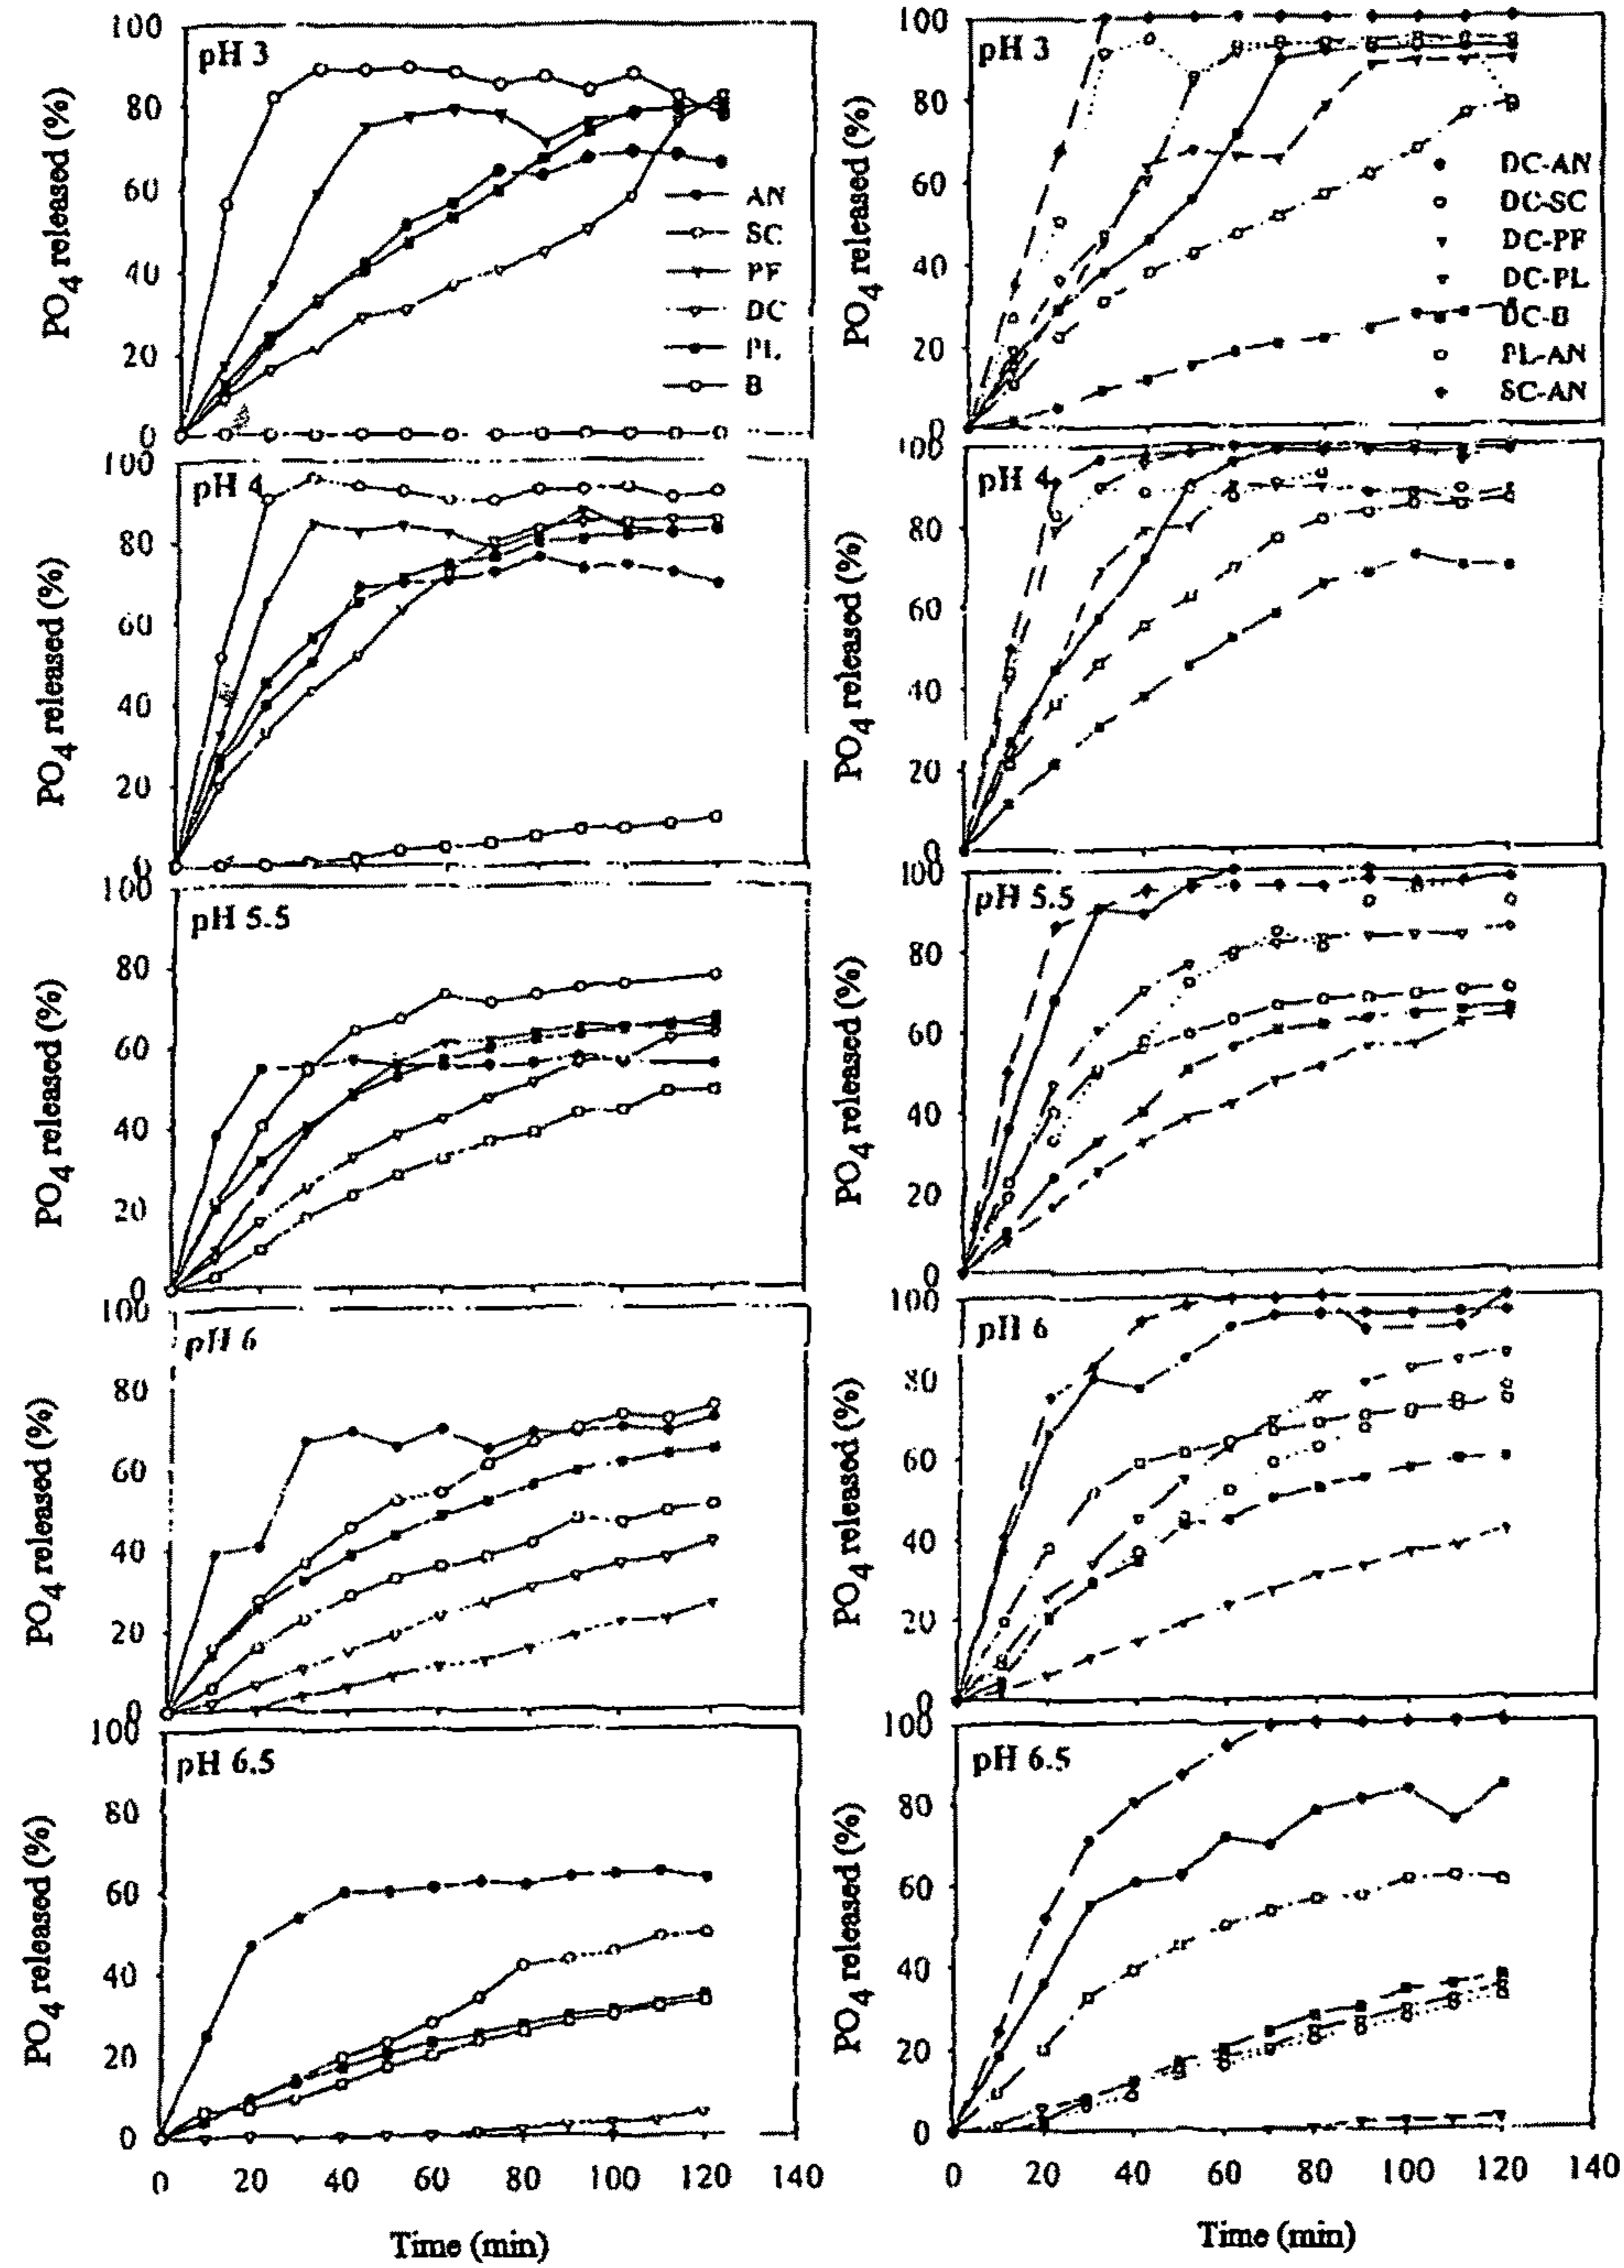 pH 3
PO4 released (%)
100
80
60
40
20
0
AN
SC
PF
DC
PL
B
pH 3
PO4 released (%)
100
80
60
40
20
0
DC-AN
DC-SC
DC-PF
DC-PL
DC-B
PL-AN
SC-AN
pH 4
PO4 released (%)
100
80
60
40
20
0
pH 4
PO4 released (%)
100
80
60
40
20
0
pH 5.5
PO4 released (%)
100
80
60
40
20
0
pH 5.5
PO4 released (%)
100
80
60
40
20
0
pH 6
PO4 released (%)
100
80
60
40
20
0
pH 6
PO4 released (%)
100
80
60
40
20
0
pH 6.5
PO4 released (%)
100
80
60
40
20
0
0 20 40 60 80 100 120 140
Time (min)
pH 6.5
PO4 released (%)
100
80
60
40
20
0
0 20 40 60 80 100 120 140
Time (min)